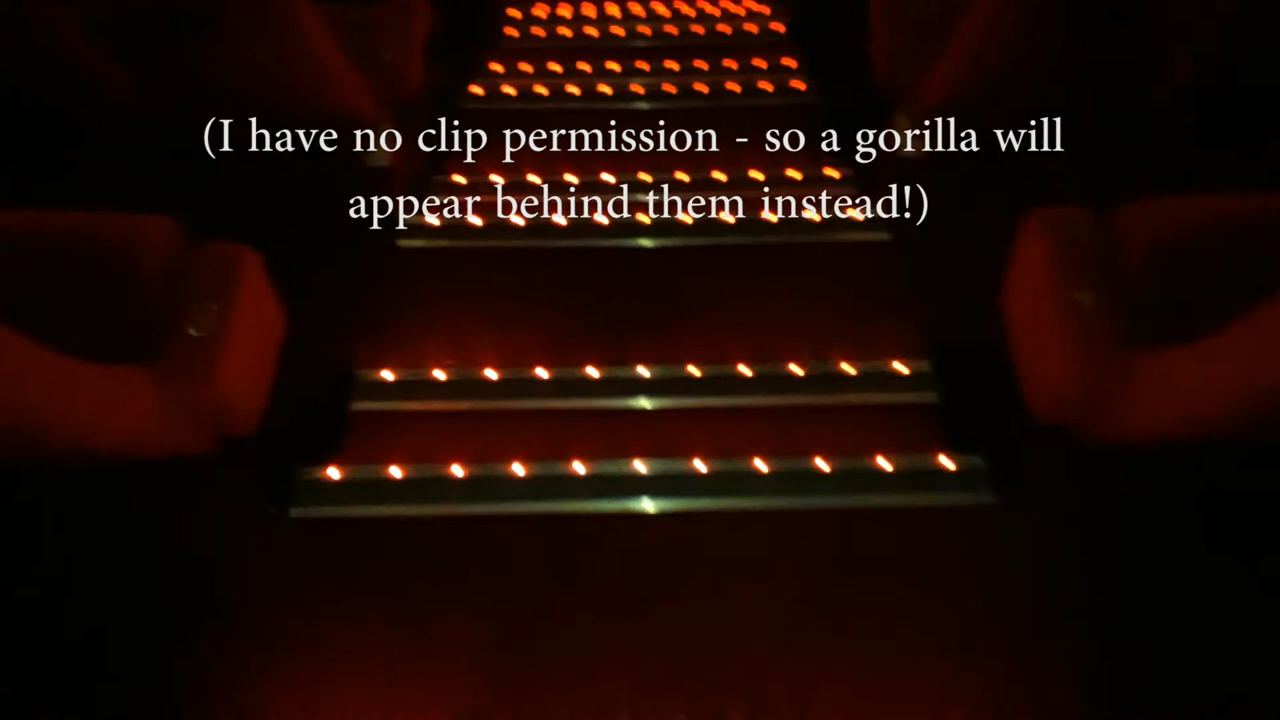 (I have no clip permission - so a gorilla will
appear behind them instead!)